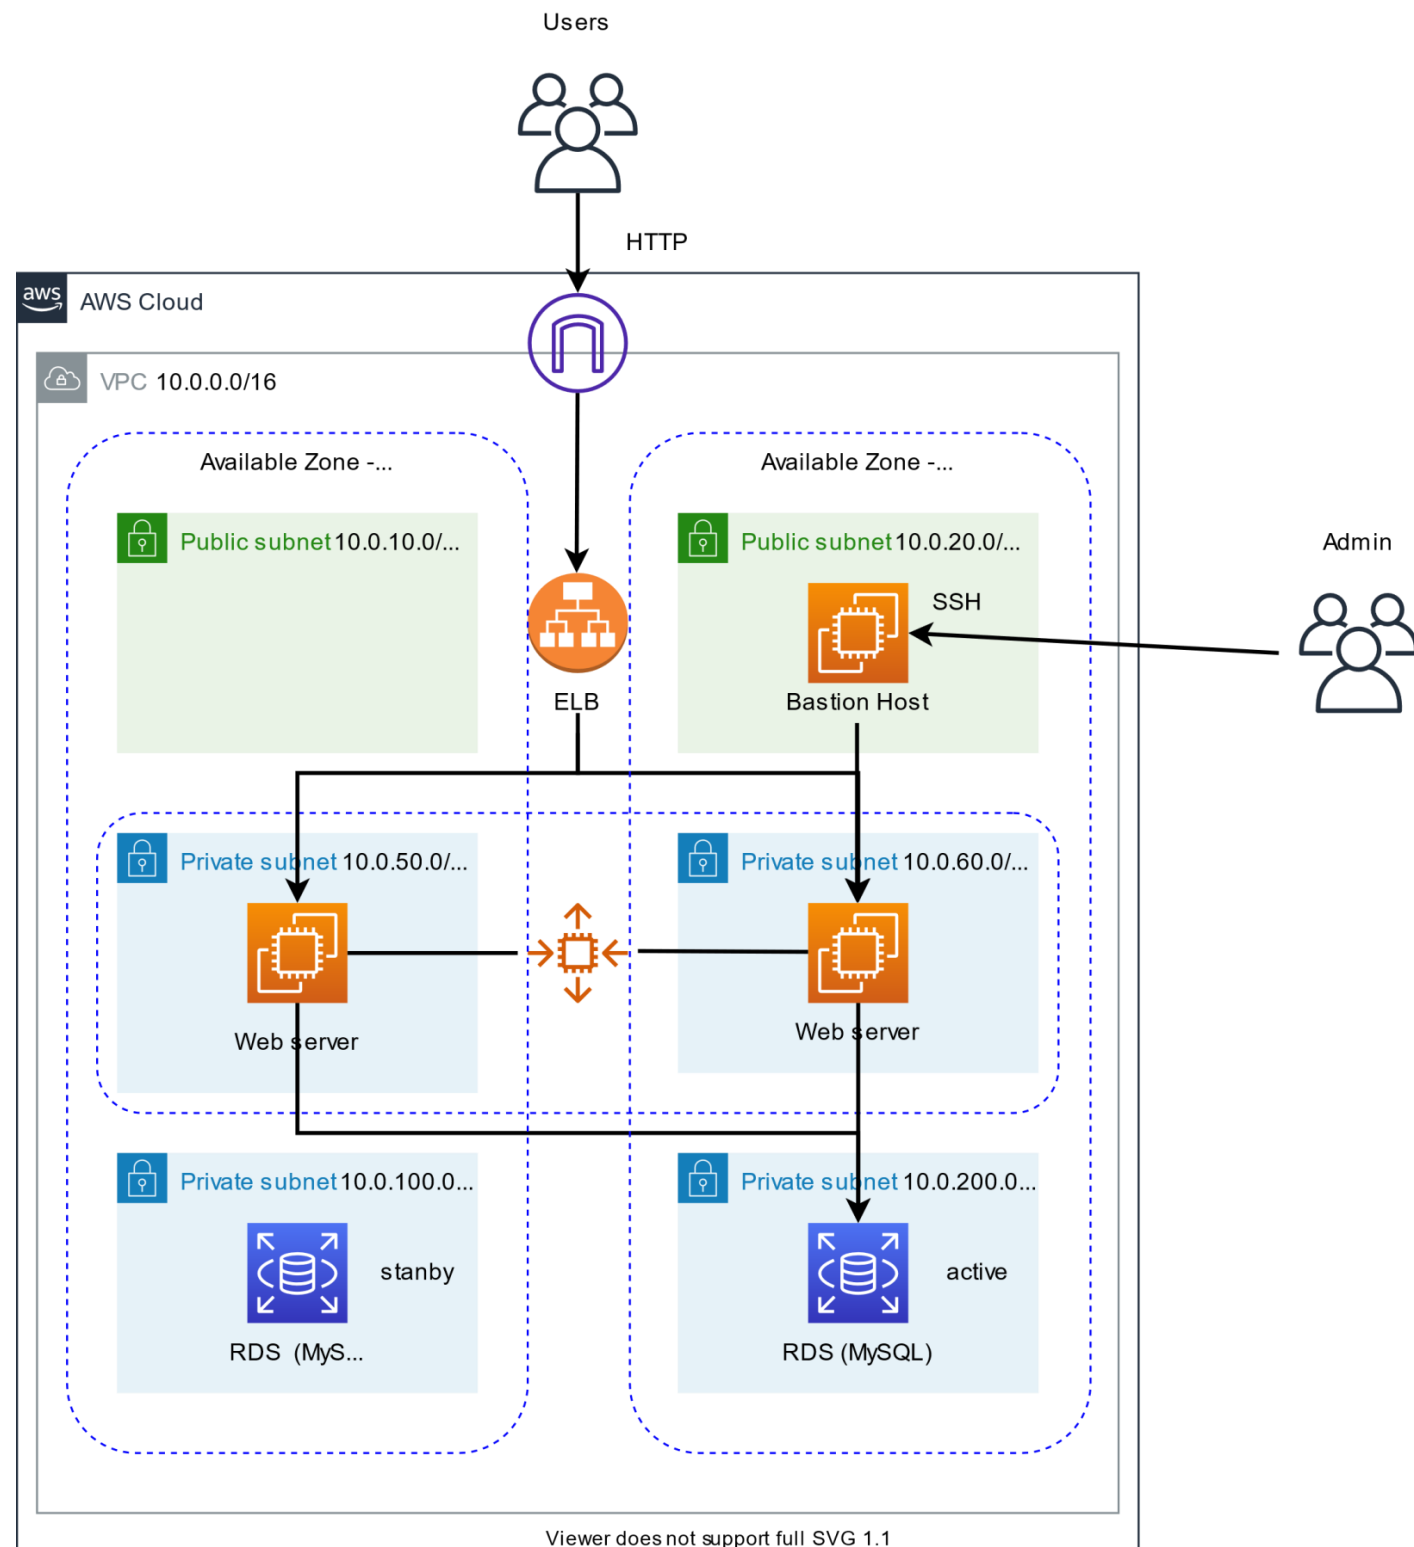 Users
HTTP
aws
AWS Cloud
VPC 10.0.0.0/16
Available Zone -...
Available Zone -...
Public subnet 10.0.10.0/...
Public subnet 10.0.20.0/...
Admin
SSH
ELB
Bastion Host
Private subnet 10.0.50.0/...
Private subnet 10.0.60.0/...
Web server
Web server
Private subnet 10.0.100.0...
Private subnet 10.0.200.0...
stanby
active
RDS (MyS...
RDS (MySQL)
Viewer does not support full SVG 1.1